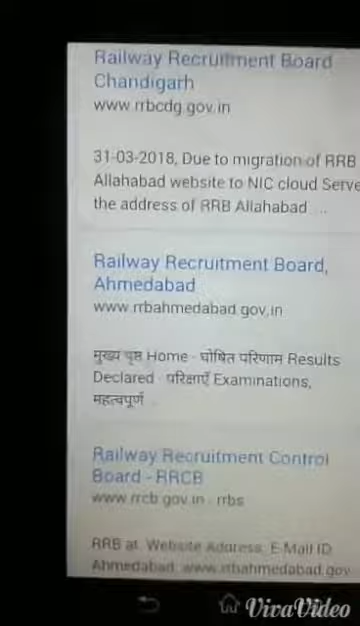 Railway Recruitment Board
Chandigarh
www.rrbcdg.gov.in
31-03-2018, Due to migration of RRB
Allahabad website to NIC cloud Serve
the address of RRB Allahabad ...
Railway Recruitment Board,
Ahmedabad
www.rrbahmedabad.gov.in
मुख्य पृष्ठ Home · घोषित परिणाम Results
Declared · परिक्षाएँ Examinations,
महत्वपूर्ण
Railway Recruitment Control
Board - RRCB
www.rrcb.gov.in › rrbs
RRB at. Website Address. E-Mail ID.
Ahmedabad. www.rrbahmedabad.gov.
VivaVideo